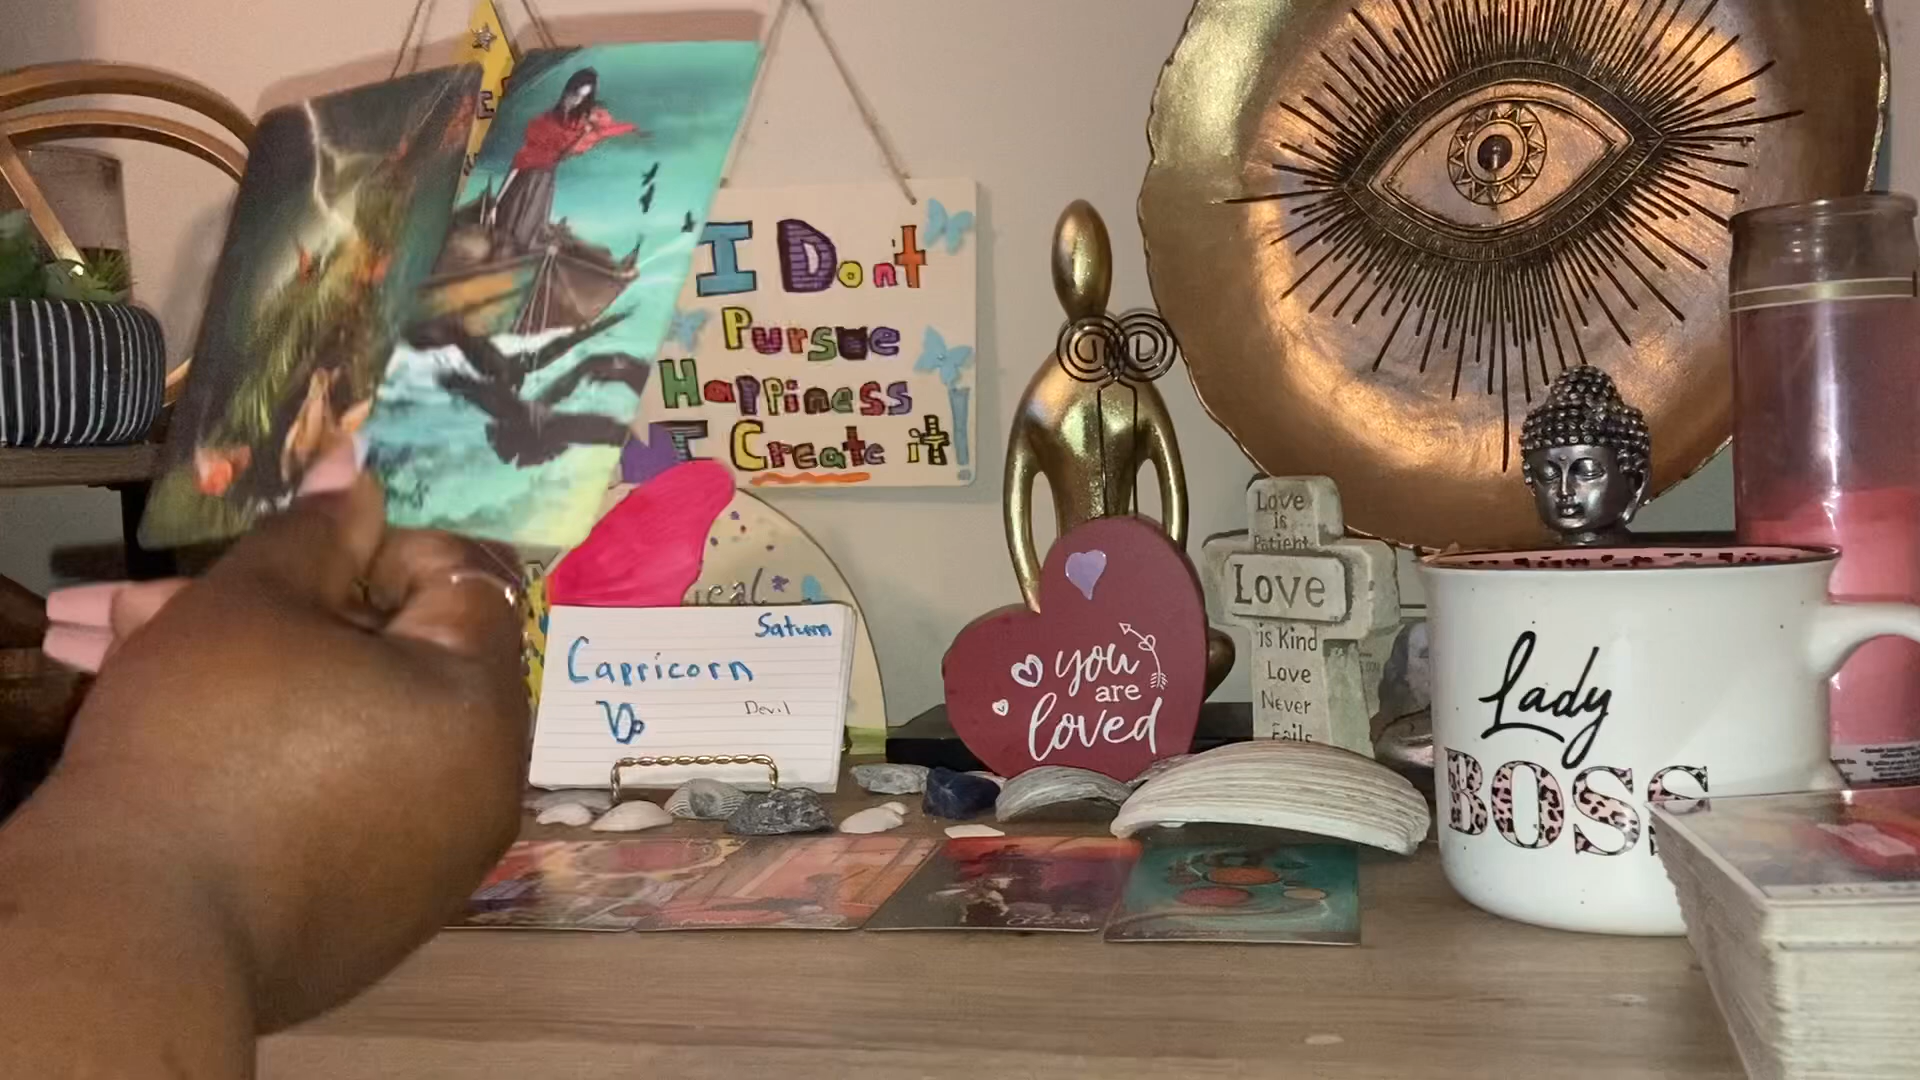 I Dont
Pursue
Happiness
I Create it!
Saturn
Capricorn
Devil
you
are
loved
Love
is
Patient
Love
is Kind
Love
Never
Fails
Lady
BOSS